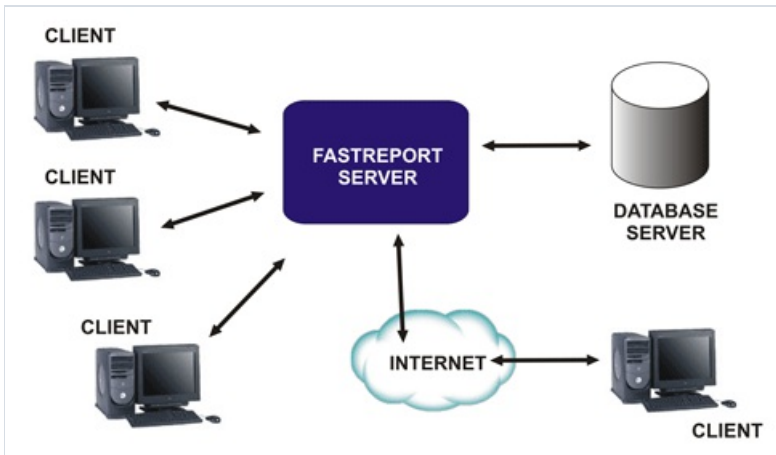 CLIENT
FASTREPORT
SERVER
CLIENT
DATABASE
SERVER
CLIENT
INTERNET
CLIENT